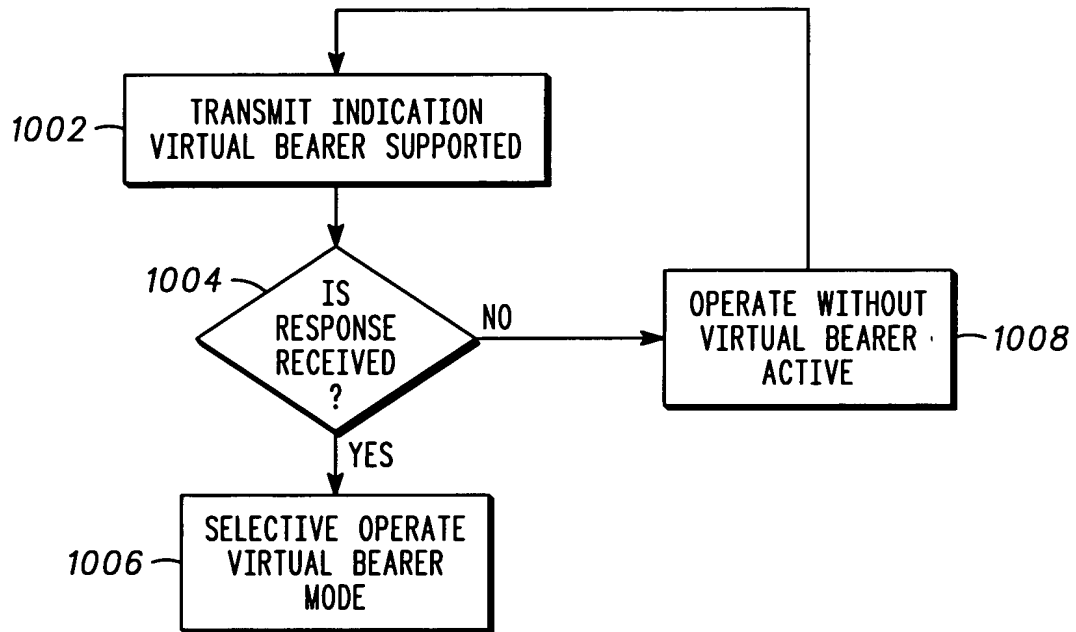 1002
TRANSMIT INDICATION
VIRTUAL BEARER SUPPORTED
1004
IS
RESPONSE
RECEIVED
?
NO
OPERATE WITHOUT
VIRTUAL BEARER
ACTIVE
1008
YES
1006
SELECTIVE OPERATE
VIRTUAL BEARER
MODE